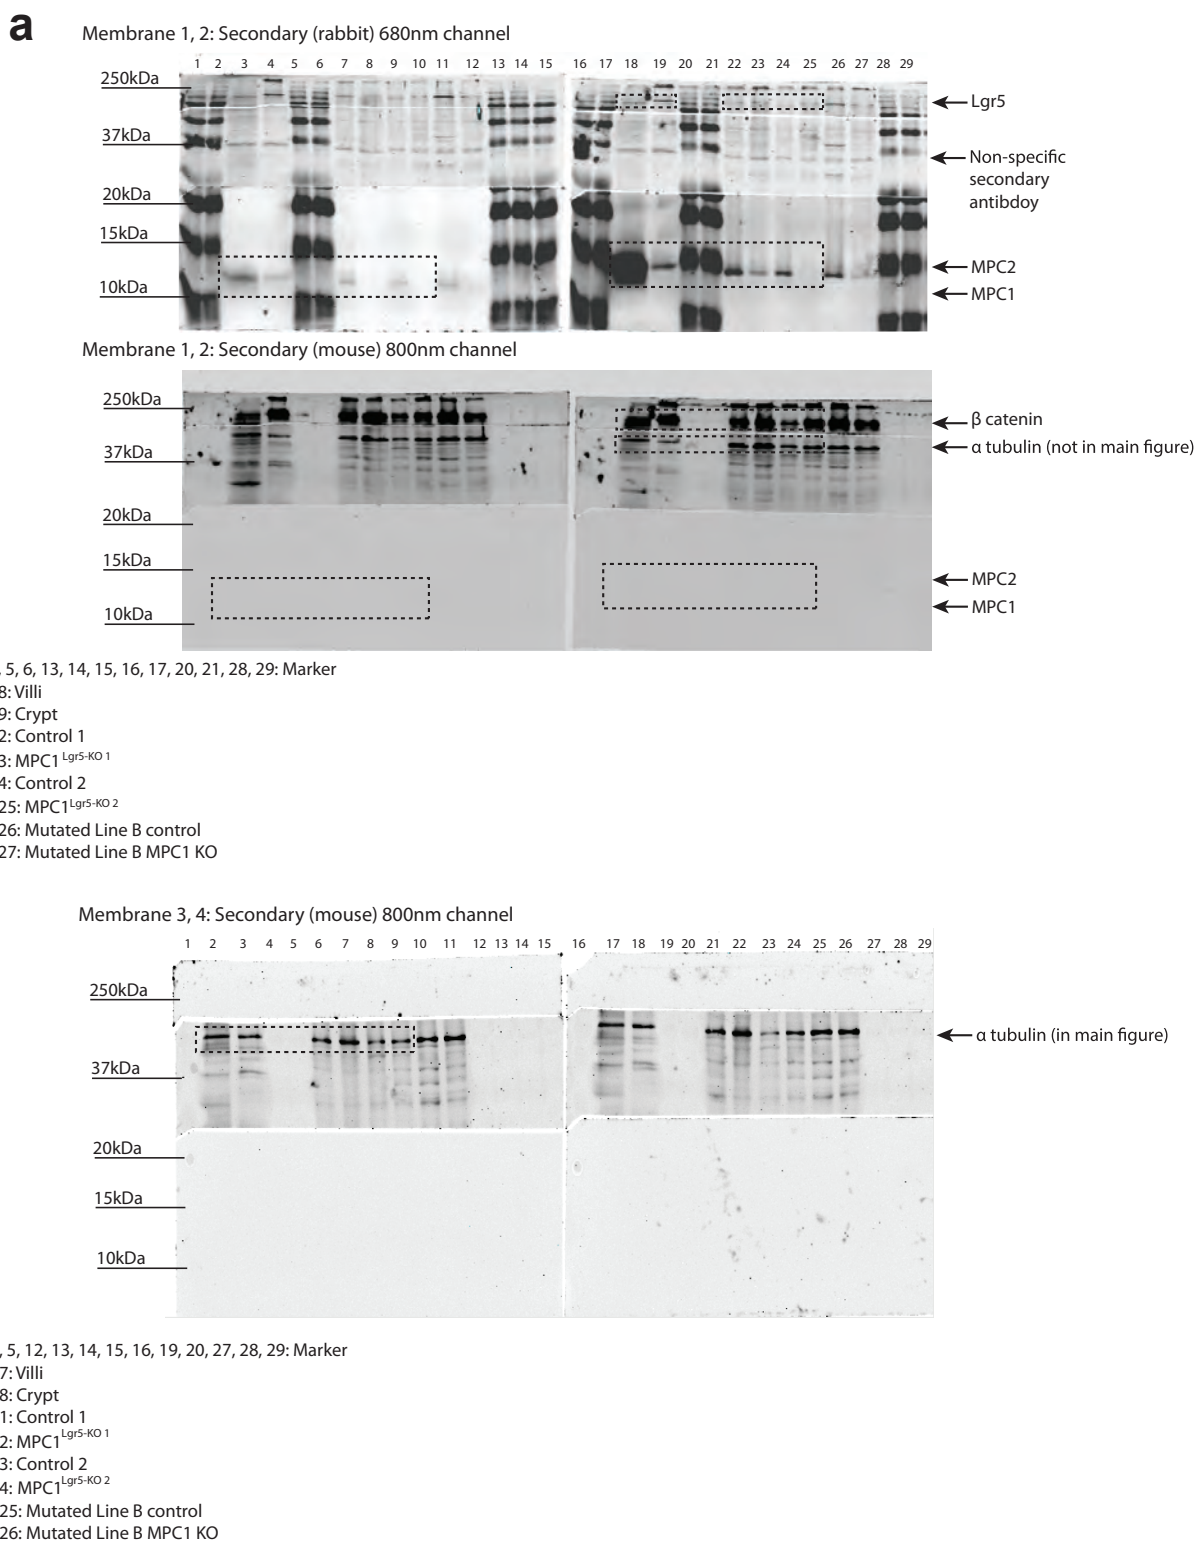 a
Membrane 1, 2: Secondary (rabbit) 680nm channel
1 2 3 4 5 6 7 8 9 10 11 12 13 14 15 16 17 18 19 20 21 22 23 24 25 26 27 28 29
250kDa
37kDa
20kDa
15kDa
10kDa
Lgr5
Non-specific
secondary
antibdoy
MPC2
MPC1
Membrane 1, 2: Secondary (mouse) 800nm channel
250kDa
37kDa
20kDa
15kDa
10kDa
β catenin
α tubulin (not in main figure)
MPC2
MPC1
, 5, 6, 13, 14, 15, 16, 17, 20, 21, 28, 29: Marker
8: Villi
9: Crypt
2: Control 1
3: MPC1 Lgr5-KO 1
4: Control 2
25: MPC1Lgr5-KO 2
26: Mutated Line B control
27: Mutated Line B MPC1 KO
Membrane 3, 4: Secondary (mouse) 800nm channel
1 2 3 4 5 6 7 8 9 10 11 12 13 14 15 16 17 18 19 20 21 22 23 24 25 26 27 28 29
250kDa
37kDa
20kDa
15kDa
10kDa
α tubulin (in main figure)
, 5, 12, 13, 14, 15, 16, 19, 20, 27, 28, 29: Marker
7: Villi
8: Crypt
1: Control 1
2: MPC1Lgr5-KO 1
3: Control 2
4: MPC1Lgr5-KO 2
25: Mutated Line B control
26: Mutated Line B MPC1 KO